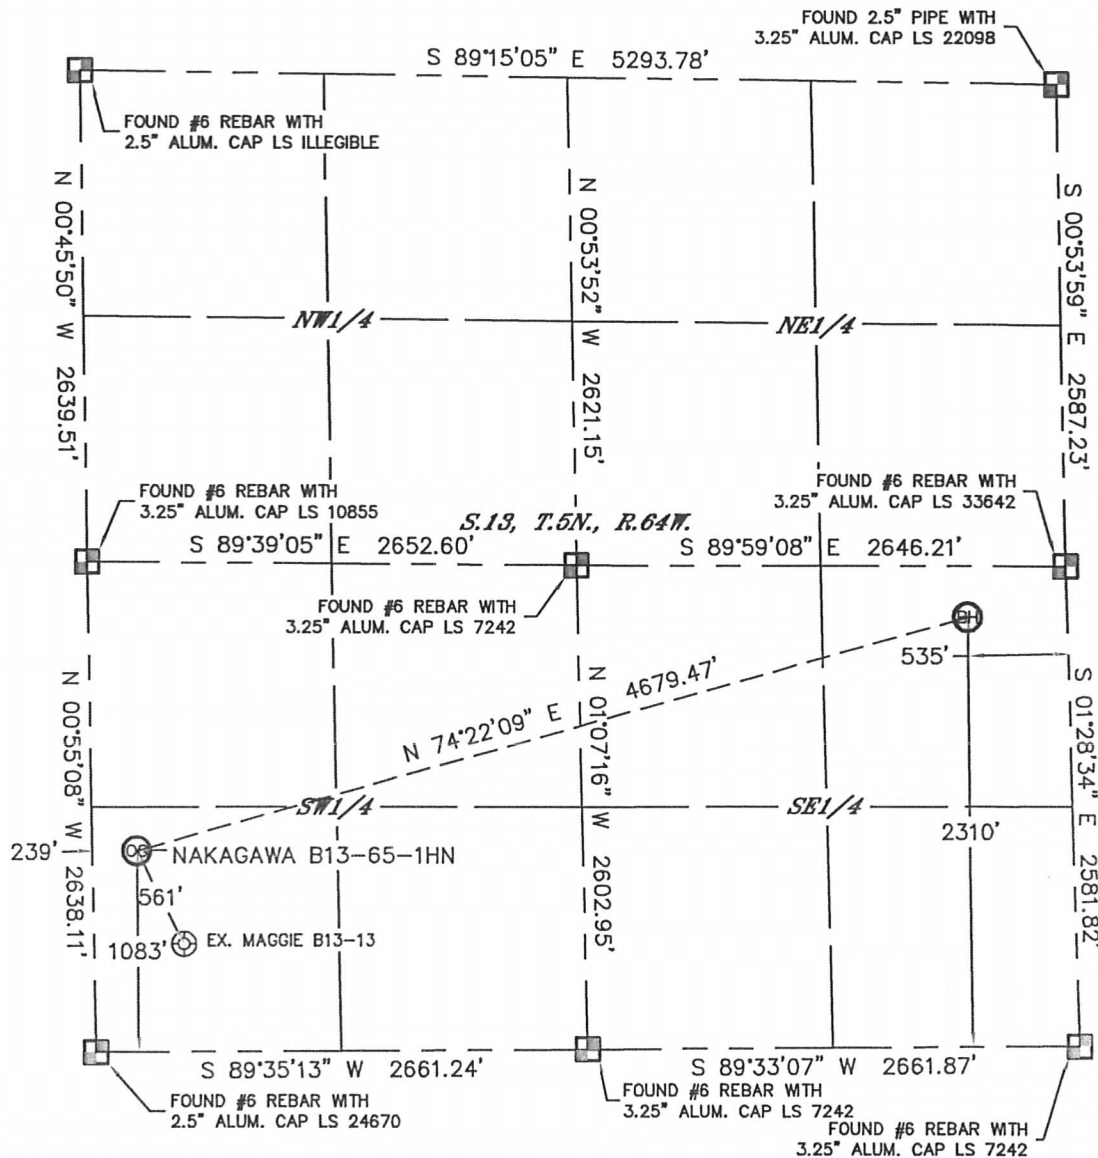 FOUND 2.5" PIPE WITH
3.25" ALUM. CAP LS 22098
S 89°15'05" E 5293.78'
FOUND #6 REBAR WITH
2.5" ALUM. CAP LS ILLEGIBLE
N 00°45'50" W 2639.51'
N 00°53'52" W 2621.15'
S 00°53'59" E 2587.23'
NW1/4
NE1/4
FOUND #6 REBAR WITH
3.25" ALUM. CAP LS 10855
FOUND #6 REBAR WITH
3.25" ALUM. CAP LS 33642
S.13, T.5N., R.64W.
S 89°39'05" E 2652.60'
S 89°59'08" E 2646.21'
FOUND #6 REBAR WITH
3.25" ALUM. CAP LS 7242
BH
535'
N 74°22'09" E 4679.47'
N 00°55'08" W 2638.11'
N 01°07'16" W 2602.95'
S 01°28'34" E 2581.82'
SW1/4
SE1/4
2310'
239'
OG
NAKAGAWA B13-65-1HN
561'
EX. MAGGIE B13-13
1083'
S 89°35'13" W 2661.24'
S 89°33'07" W 2661.87'
FOUND #6 REBAR WITH
2.5" ALUM. CAP LS 24670
FOUND #6 REBAR WITH
3.25" ALUM. CAP LS 7242
FOUND #6 REBAR WITH
3.25" ALUM. CAP LS 7242